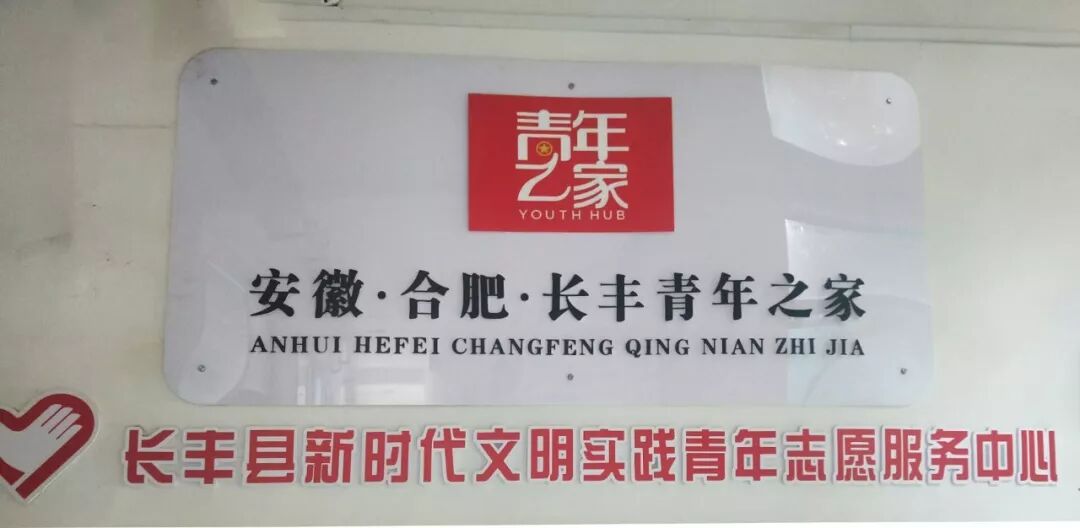 青年
之家
YOUTH HUB
安徽·合肥·长丰青年之家
ANHUI HEFEI CHANGFENG QING NIAN ZHI JIA
长丰县新时代文明实践青年志愿服务中心